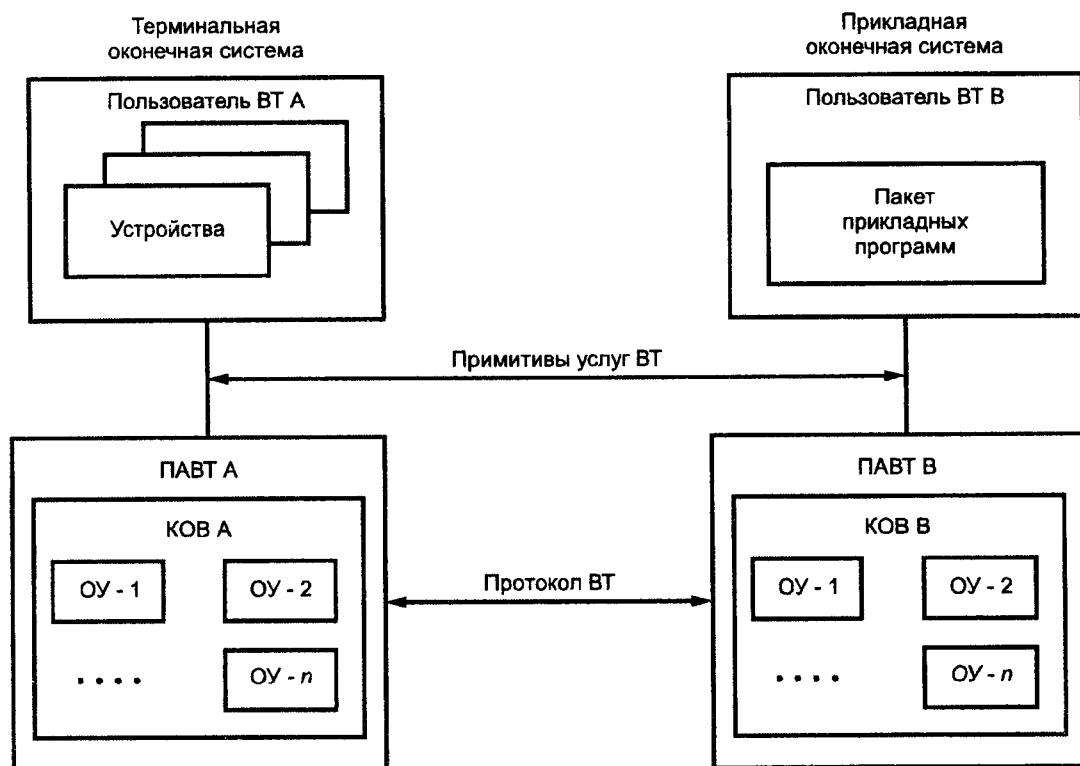 Терминальная
оконечная система
Прикладная
оконечная система
Пользователь ВТ А
Устройства
Пользователь ВТ В
Пакет
прикладных
программ
Примитивы услуг ВТ
ПАВТ А
КОВ А
ОУ - 1
ОУ - 2
. . . .
ОУ - n
Протокол ВТ
ПАВТ В
КОВ В
ОУ - 1
ОУ - 2
. . . .
ОУ - n